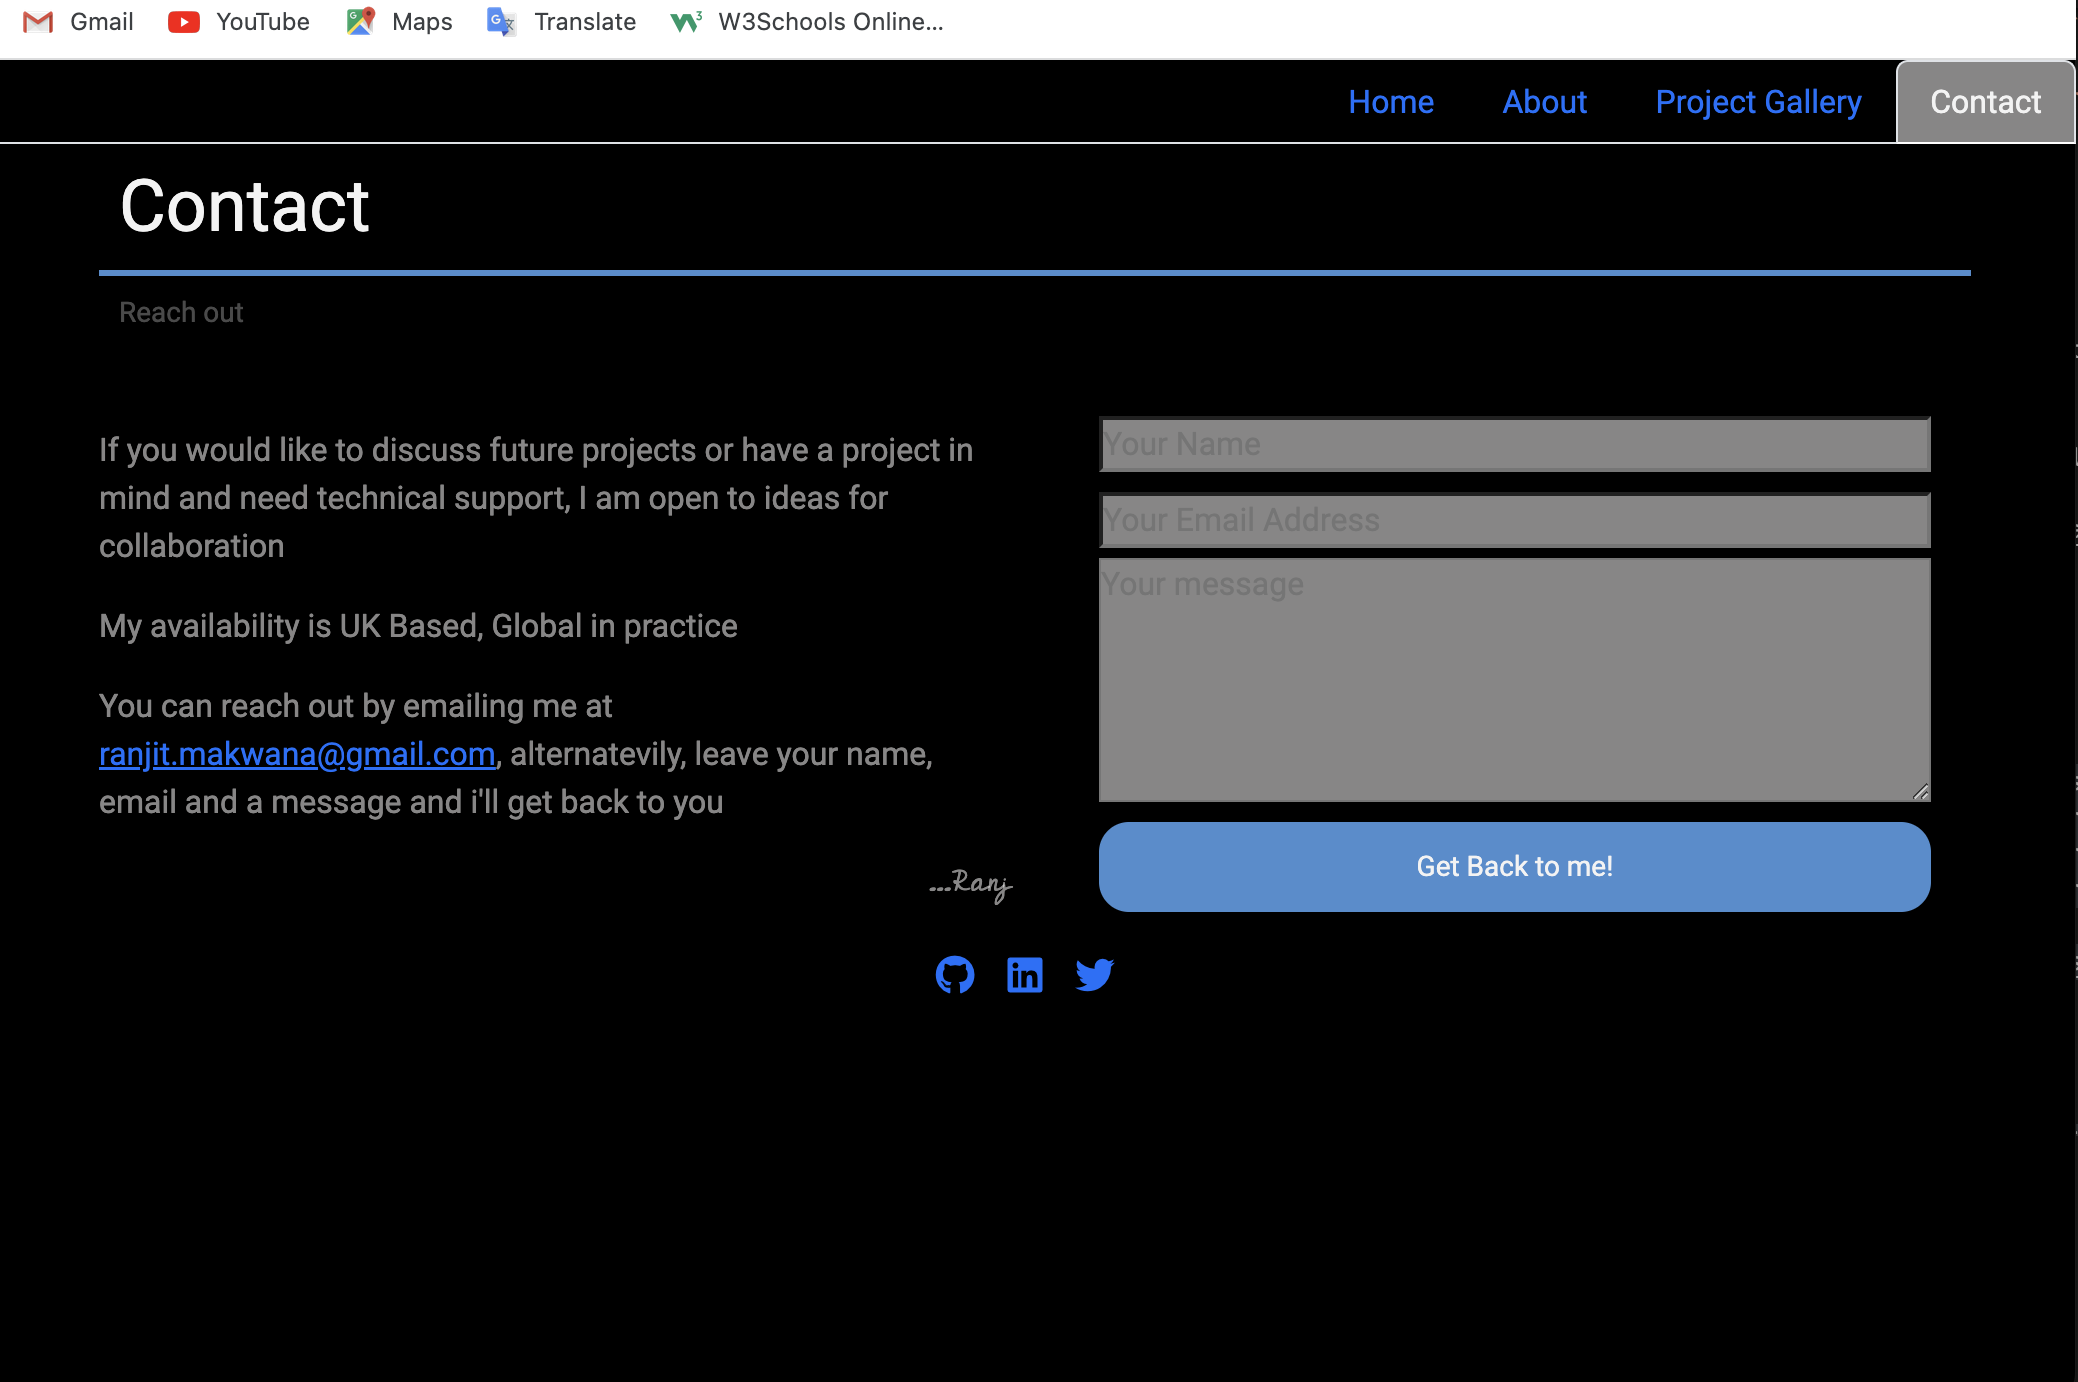 Gmail YouTube Maps Translate W3Schools Online...
Home About Project Gallery Contact
Contact
Reach out
If you would like to discuss future projects or have a project in
mind and need technical support, I am open to ideas for
collaboration
My availability is UK Based, Global in practice
You can reach out by emailing me at
ranjit.makwana@gmail.com, alternatevily, leave your name,
email and a message and i'll get back to you
...Ranj
Your Name
Your Email Address
Your message
Get Back to me!